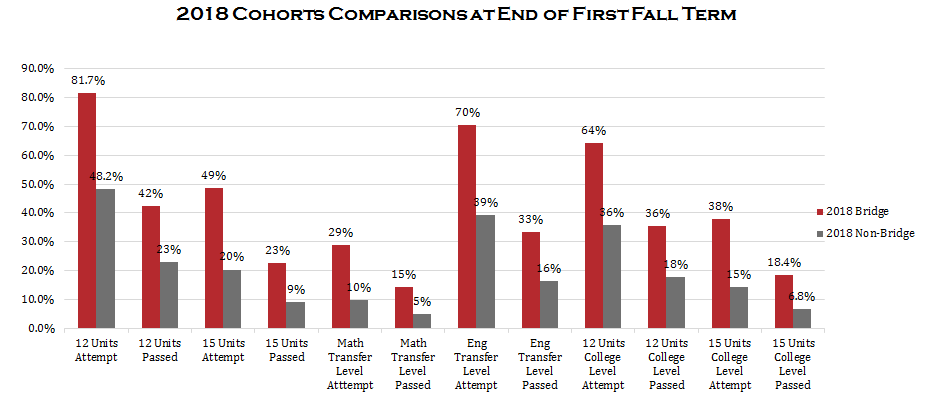 2018 Cohorts Comparisons at End of First Fall Term
90.0%
80.0%
70.0%
60.0%
50.0%
40.0%
30.0%
20.0%
10.0%
0.0%
81.7%
48.2%
42%
23%
49%
20%
23%
9%
29%
10%
15%
5%
70%
39%
33%
16%
64%
36%
36%
18%
38%
15%
18.4%
6.8%
12 Units
Attempt
12 Units
Passed
15 Units Attempt
15 Units
Passed
Math
Transfer
Level
Atttempt
Math
Transfer
Level
Passed
Eng
Transfer
Level
Attempt
Eng
Transfer
Level
Passed
12 Units
College
Level
Attempt
12 Units
College
Level
Passed
15 Units
College
Level
Attempt
15 Units
College
Level
Passed
2018 Bridge
2018 Non-Bridge